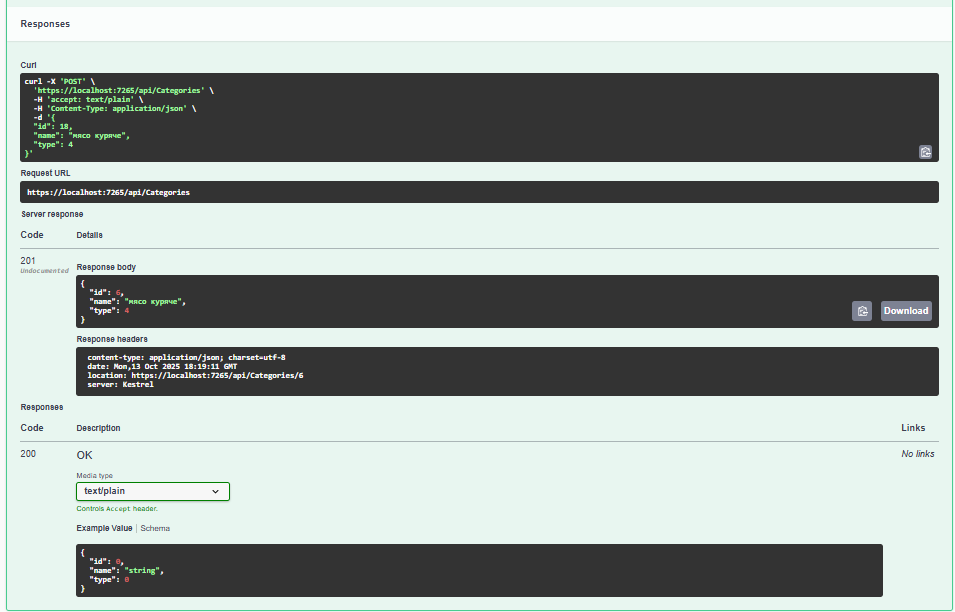 Responses
Curl
curl -X 'POST' \
'https://localhost:7265/api/Categories' \
-H 'accept: text/plain' \
-H 'Content-Type: application/json' \
-d '{
"id": 18,
"name": "мясо куряче",
"type": 4
}'
Request URL
https://localhost:7265/api/Categories
Server response
Code Details
201
Undocumented
Response body
{
"id": 6,
"name": "мясо куряче",
"type": 4
}
Download
Response headers
content-type: application/json; charset=utf-8
date: Mon,13 Oct 2025 18:19:11 GMT
location: https://localhost:7265/api/Categories/6
server: Kestrel
Responses
Code Description Links
200 OK No links
Media type
text/plain
Controls Accept header.
Example Value | Schema
{
"id": 0,
"name": "string",
"type": 0
}